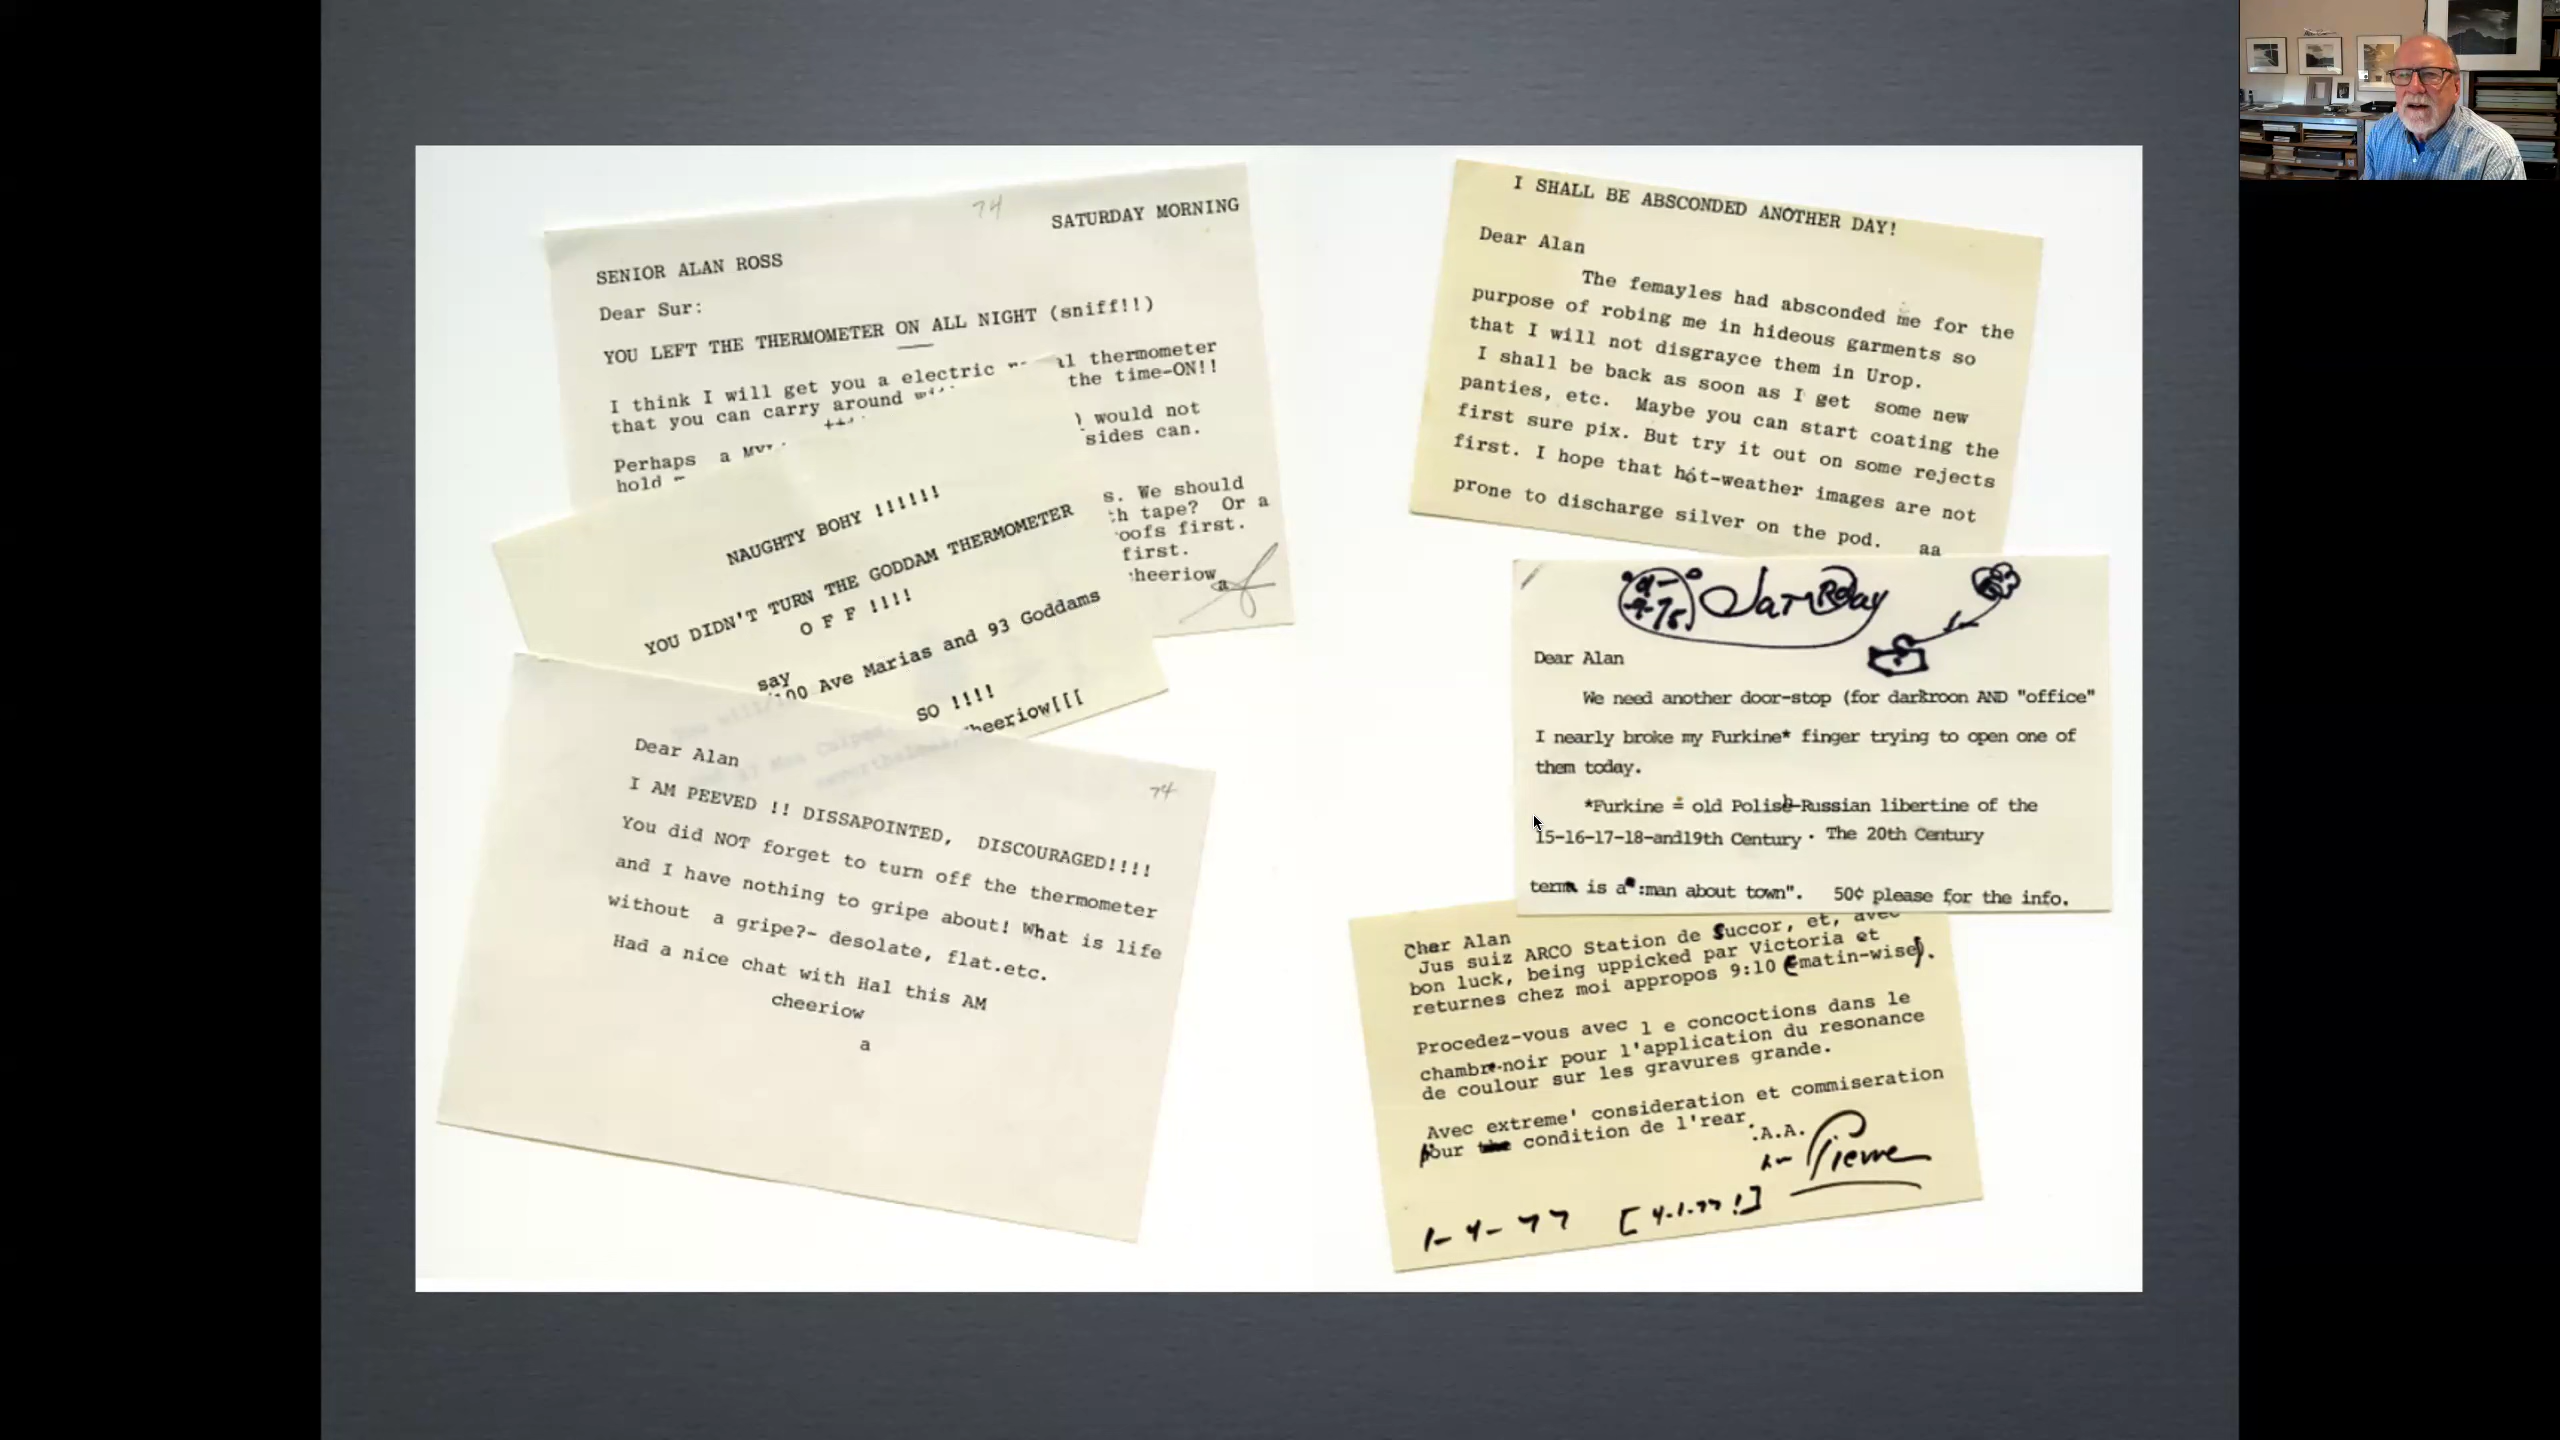 74
SATURDAY MORNING
SENIOR ALAN ROSS
Dear Sur:
YOU LEFT THE THERMOMETER ON ALL NIGHT (sniff!!)
I think I will get you a electric thermometer
that you can carry around the time-ON!!
) would not
Perhaps a sides can.
hold
s. We should
tape? Or a
first.
first.
cheeriow
a
NAUGHTY BOHY !!!!!!
YOU DIDN'T TURN THE GODDAM THERMOMETER
O F F !!!!
say
100 Ave Marias and 93 Goddams
SO !!!!
cheeriow[[[
74
Dear Alan
I AM PEEVED !! DISSAPOINTED, DISCOURAGED!!!!
You did NOT forget to turn off the thermometer
and I have nothing to gripe about! What is life
without a gripe?- desolate, flat.etc.
Had a nice chat with Hal this AM
cheeriow
a
I SHALL BE ABSCONDED ANOTHER DAY!
Dear Alan
The femayles had absconded me for the
purpose of robing me in hideous garments so
that I will not disgrayce them in Urop.
I shall be back as soon as I get some new
panties, etc. Maybe you can start coating the
first sure pix. But try it out on some rejects
first. I hope that hot-weather images are not
prone to discharge silver on the pod. aa
Dear Alan
We need another door-stop (for darkroon AND "office"
I nearly broke my Furkine* finger trying to open one of
them today.
*Furkine = old Polish-Russian libertine of the
15-16-17-18-and19th Century. The 20th Century
term is a :man about town". 50¢ please for the info.
Cher Alan
Jus suiz ARCO Station de Succor, et, avec
bon luck, being uppicked par Victoria et
returnes chez moi appropos 9:10 (matin-wise).
Procedez-vous avec l e concoctions dans le
chambre-noir pour l'application du resonance
de coulour sur les gravures grande.
Avec extreme' consideration et commiseration
pour condition de l'rear.
.A.A.
Pierre
1-4-77 [4.1.77!]